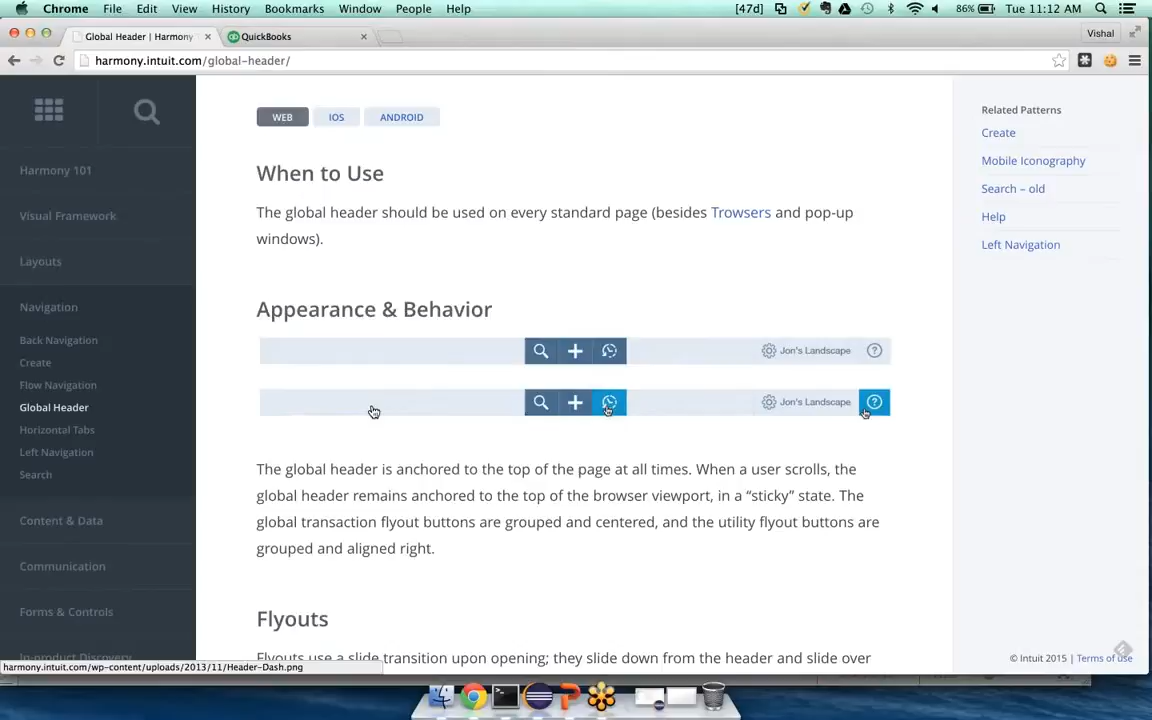 Chrome File Edit View History Bookmarks Window People Help [47d] 86% Tue 11:12 AM
Global Header | Harmony QuickBooks Vishal
harmony.intuit.com/global-header/
Harmony 101
Visual Framework
Layouts
Navigation
Back Navigation
Create
Flow Navigation
Global Header
Horizontal Tabs
Left Navigation
Search
Content & Data
Communication
Forms & Controls
In-product Discovery
WEB IOS ANDROID
When to Use
The global header should be used on every standard page (besides Trowsers and pop-up
windows).
Appearance & Behavior
Jon's Landscape ?
Jon's Landscape ?
The global header is anchored to the top of the page at all times. When a user scrolls, the
global header remains anchored to the top of the browser viewport, in a “sticky” state. The
global transaction flyout buttons are grouped and centered, and the utility flyout buttons are
grouped and aligned right.
Flyouts
Flyouts use a slide transition upon opening; they slide down from the header and slide over
Related Patterns
Create
Mobile Iconography
Search – old
Help
Left Navigation
© Intuit 2015 | Terms of use
harmony.intuit.com/wp-content/uploads/2013/11/Header-Dash.png